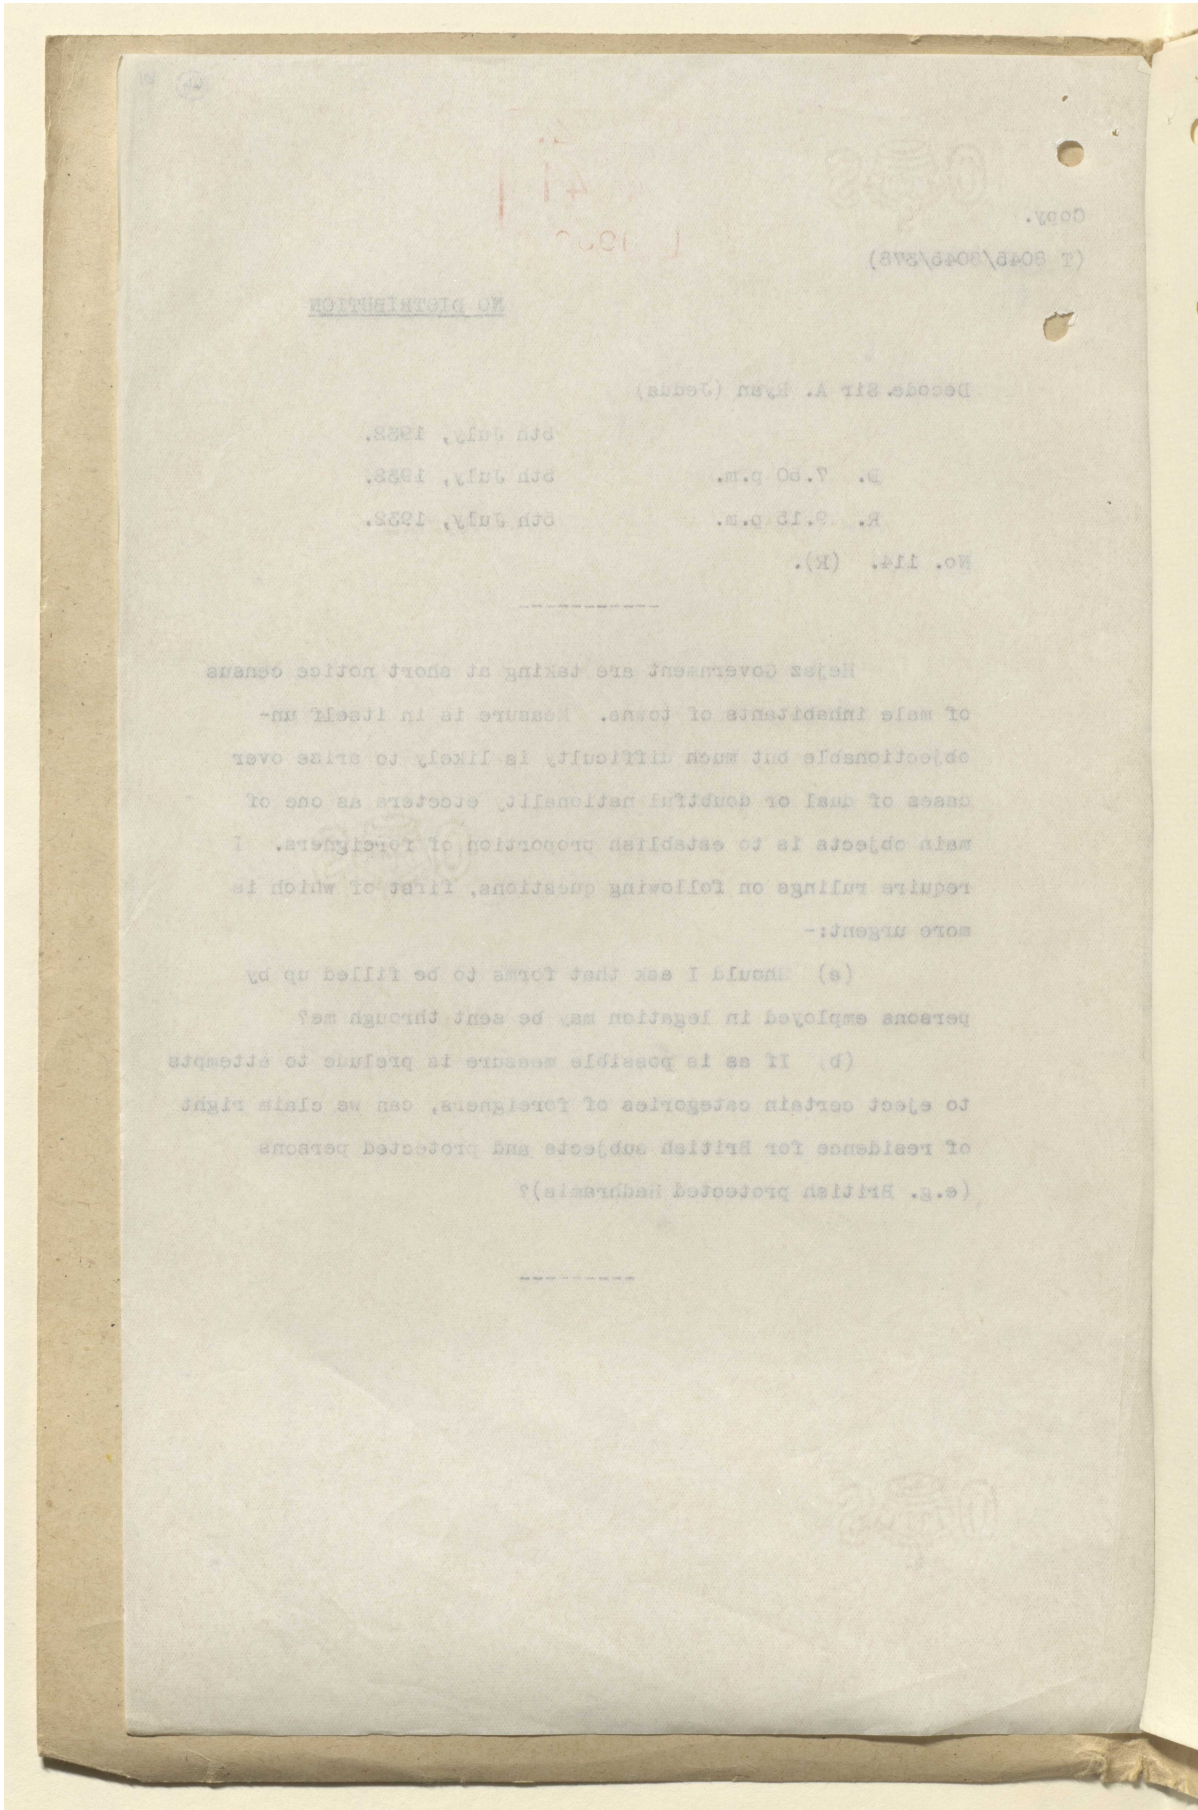 Copy.
(T 8045/8045/378)
NO DISTRIBUTION
Decode. Sir A. Ryan (Jedda)
5th July, 1932.
D. 7.50 p.m. 5th July, 1932.
R. 9.15 p.m. 5th July, 1932.
No. 114. (R).
-----------
Hejaz Government are taking at short notice census
of male inhabitants of towns. Measure is in itself un-
objectionable but much difficulty is likely to arise over
cases of dual or doubtful nationality etcetera as one of
main objects is to establish proportion of foreigners. I
require rulings on following questions, first of which is
more urgent:-
(a) Should I ask that forms to be filled up by
persons employed in legation may be sent through me?
(b) If as is possible measure is prelude to attempts
to eject certain categories of foreigners, can we claim right
of residence for British subjects and protected persons
(e.g. British protected Hadhramis)?
---------